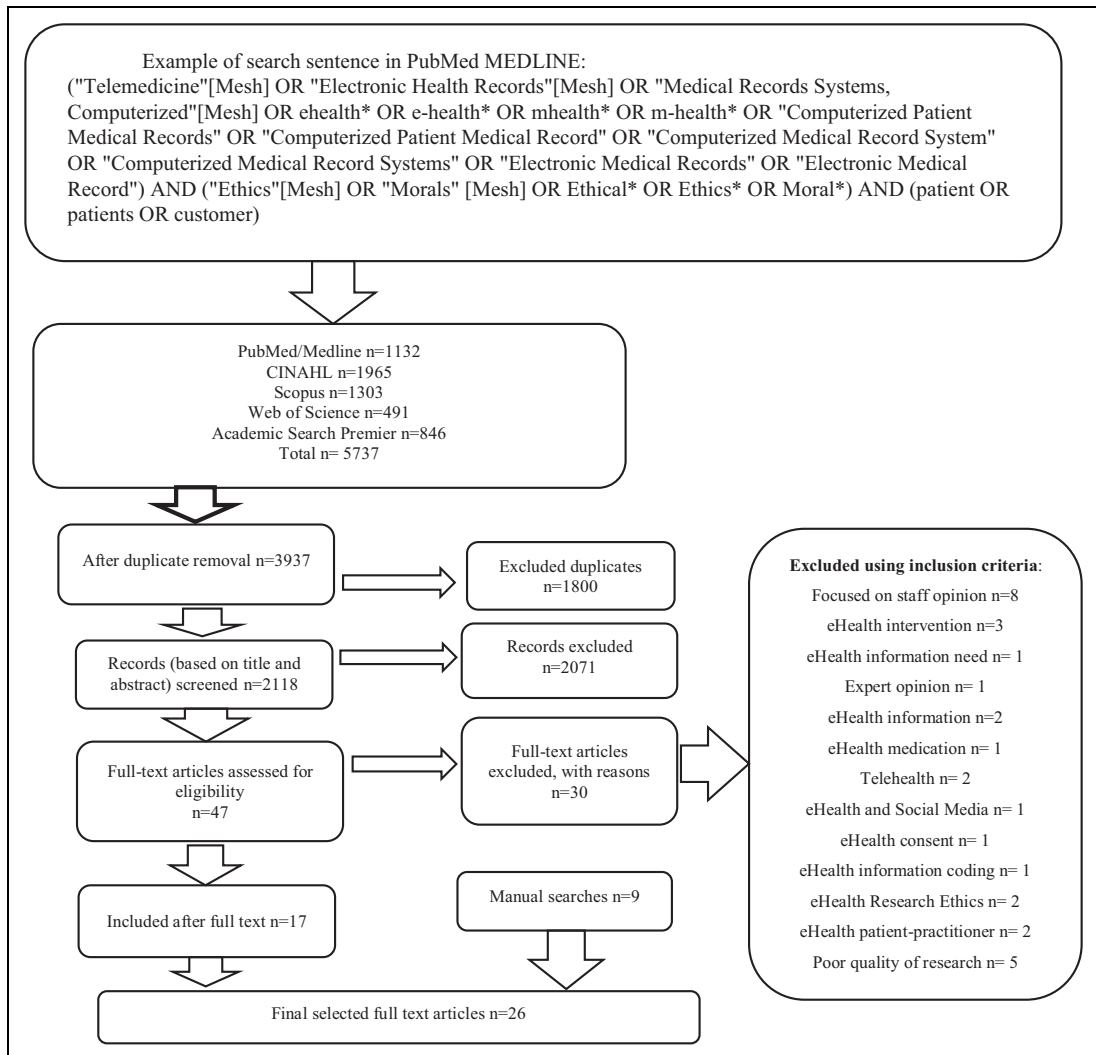 Example of search sentence in PubMed MEDLINE:
("Telemedicine"[Mesh] OR "Electronic Health Records"[Mesh] OR "Medical Records Systems,
Computerized"[Mesh] OR ehealth* OR e-health* OR mhealth* OR m-health* OR "Computerized Patient
Medical Records" OR "Computerized Patient Medical Record" OR "Computerized Medical Record System"
OR "Computerized Medical Record Systems" OR "Electronic Medical Records" OR "Electronic Medical
Record") AND ("Ethics"[Mesh] OR "Morals" [Mesh] OR Ethical* OR Ethics* OR Moral*) AND (patient OR
patients OR customer)
PubMed/Medline n=1132
CINAHL n=1965
Scopus n=1303
Web of Science n=491
Academic Search Premier n=846
Total n= 5737
After duplicate removal n=3937
Excluded duplicates
n=1800
Records (based on title and
abstract) screened n=2118
Records excluded
n=2071
Full-text articles assessed for
eligibility
n=47
Full-text articles
excluded, with reasons
n=30
Excluded using inclusion criteria:
Focused on staff opinion n=8
eHealth intervention n=3
eHealth information need n= 1
Expert opinion n= 1
eHealth information n=2
eHealth medication n= 1
Telehealth n= 2
eHealth and Social Media n= 1
eHealth consent n= 1
eHealth information coding n= 1
eHealth Research Ethics n= 2
eHealth patient-practitioner n= 2
Poor quality of research n= 5
Included after full text n=17
Manual searches n=9
Final selected full text articles n=26